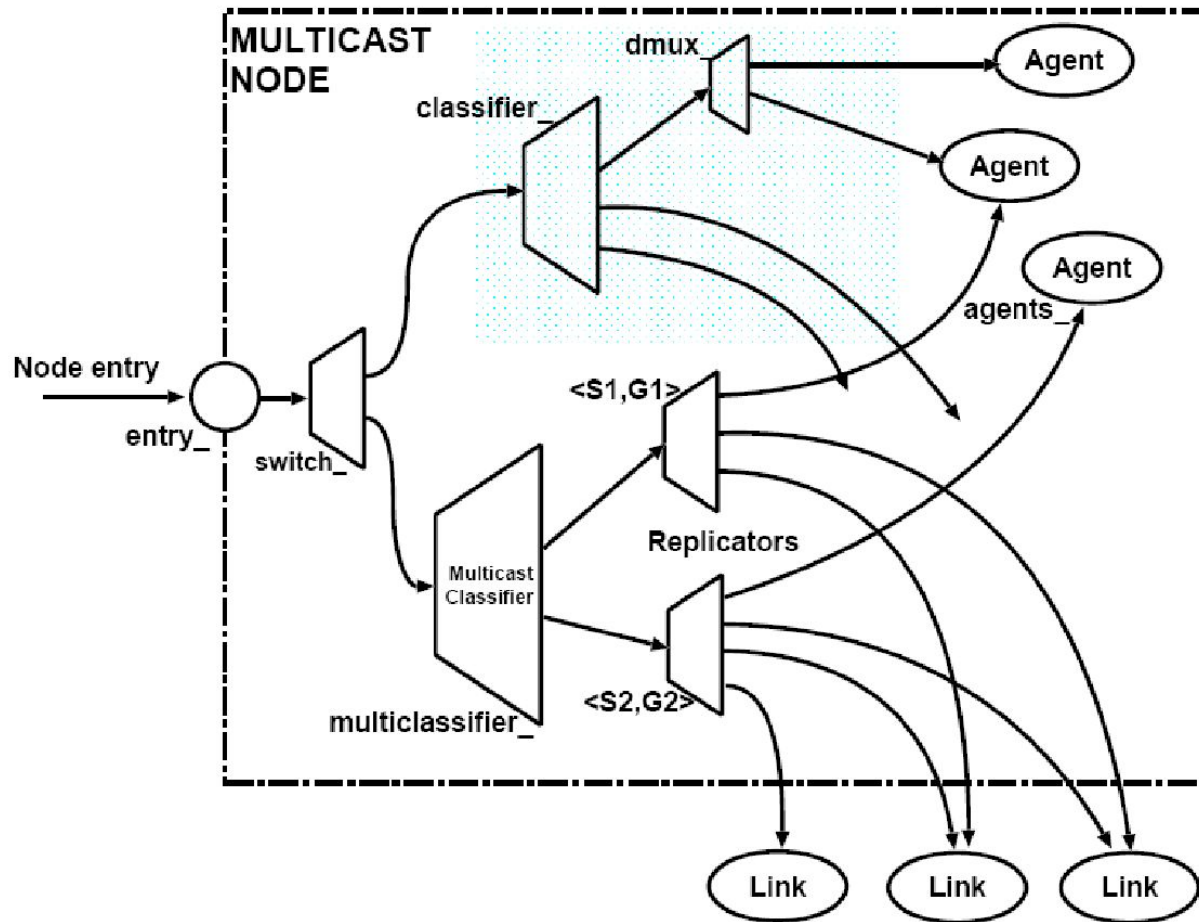 MULTICAST
NODE
dmux_
Agent
classifier_
Agent
Agent
agents_
Node entry
<S1,G1>
entry_
switch_
Replicators
Multicast
Classifier
<S2,G2>
multiclassifier_
Link
Link
Link